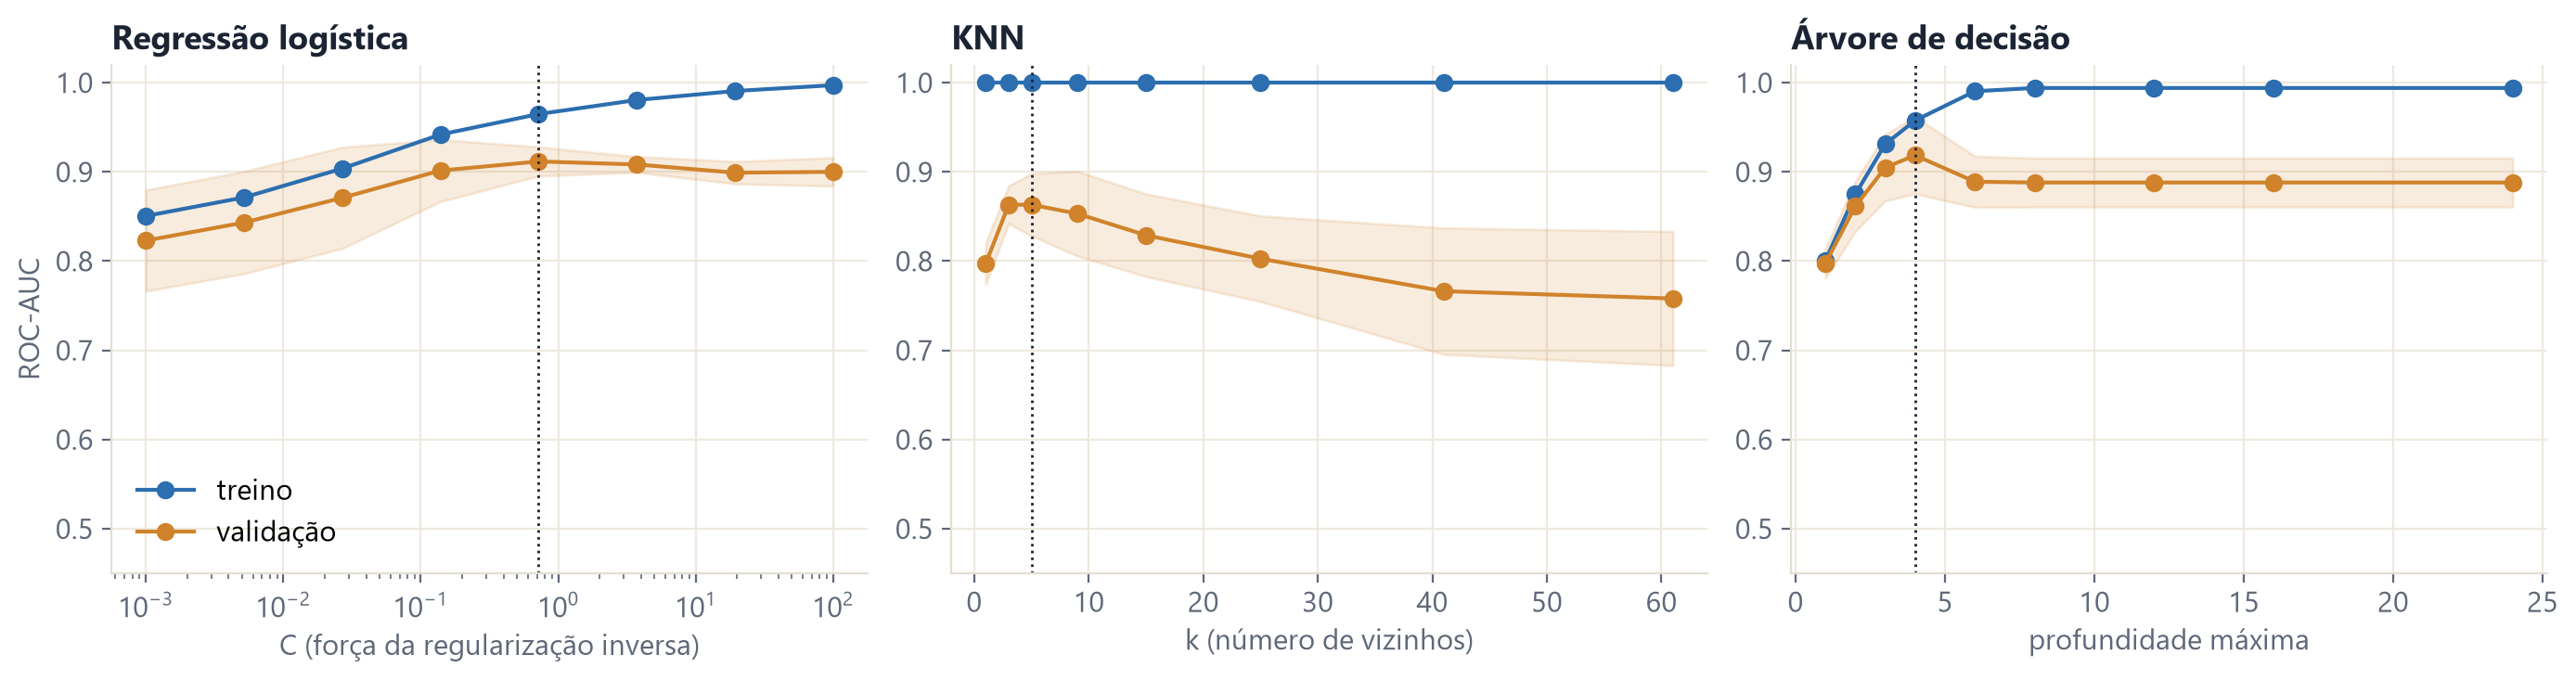 Regressão logística
ROC-AUC
1.0
0.9
0.8
0.7
0.6
0.5
treino
validação
10⁻³ 10⁻² 10⁻¹ 10⁰ 10¹ 10²
C (força da regularização inversa)
KNN
1.0
0.9
0.8
0.7
0.6
0.5
0 10 20 30 40 50 60
k (número de vizinhos)
Árvore de decisão
1.0
0.9
0.8
0.7
0.6
0.5
0 5 10 15 20 25
profundidade máxima